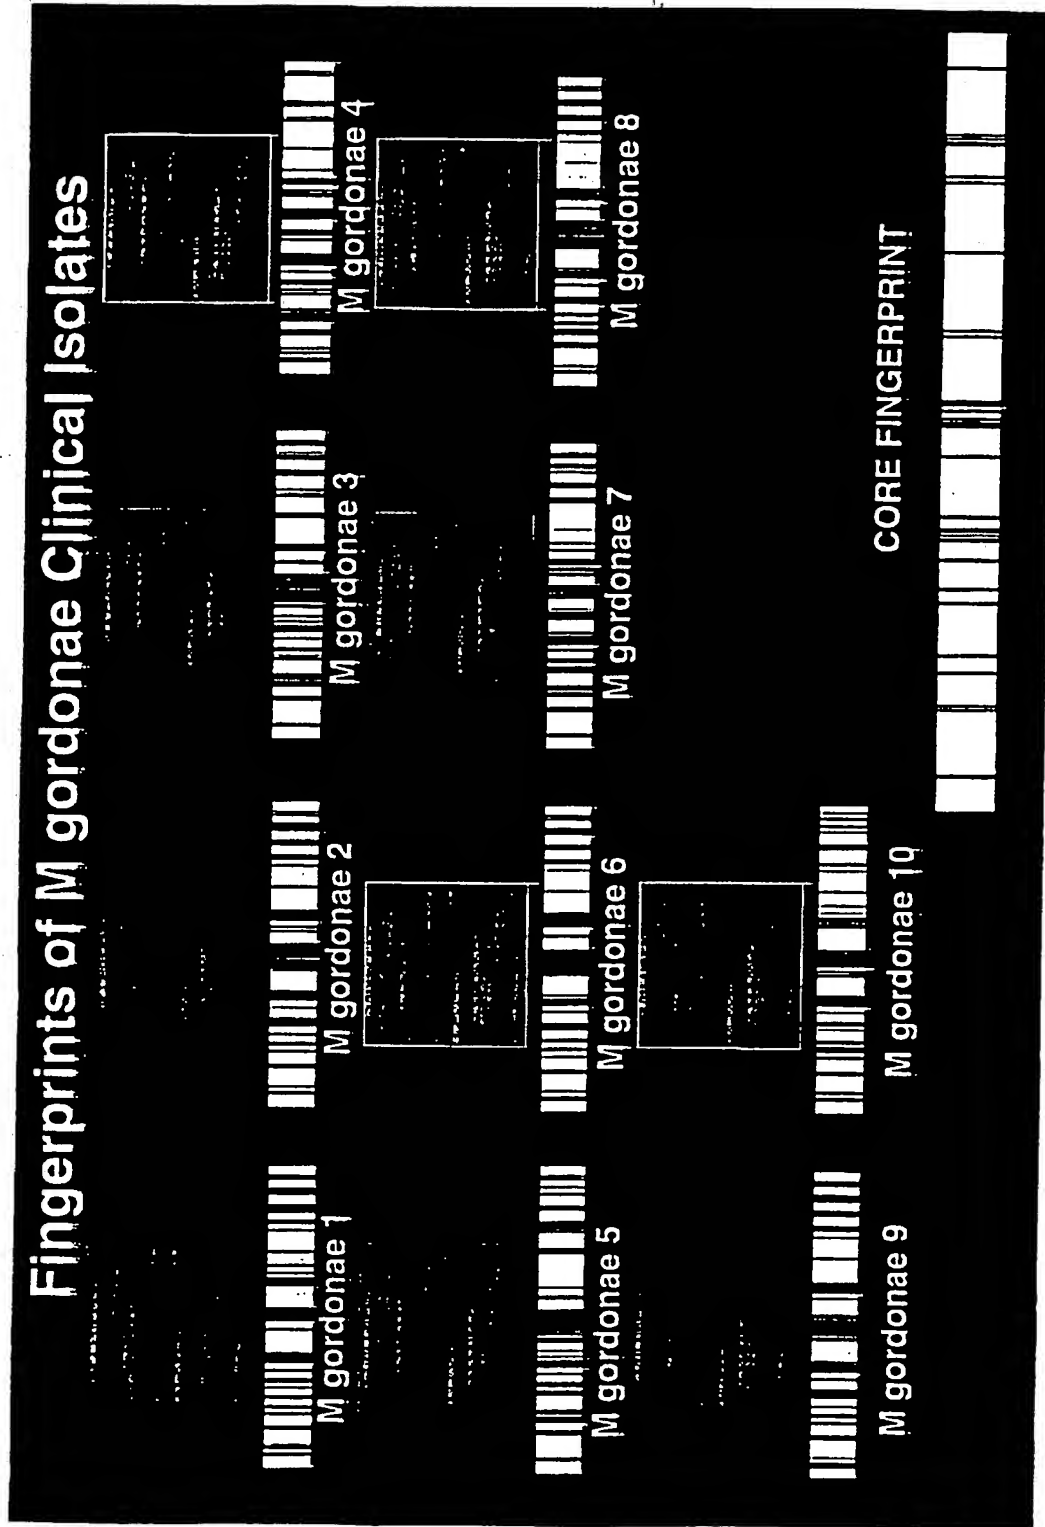 Fingerprints of M gordonae Clinical Isolates
M gordonae 1
M gordonae 2
M gordonae 3
M gordonae 4
M gordonae 5
M gordonae 6
M gordonae 7
M gordonae 8
M gordonae 9
M gordonae 10
CORE FINGERPRINT